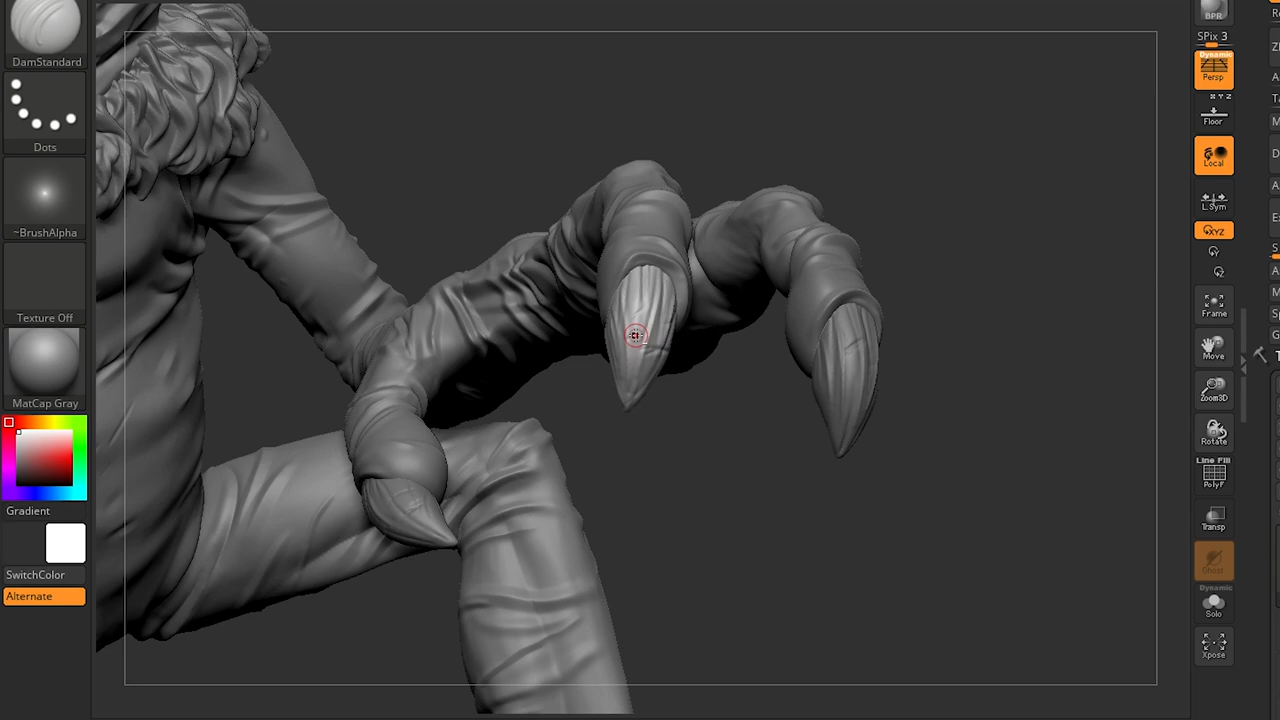 DamStandard
Dots
~BrushAlpha
Texture Off
MatCap Gray
Gradient
SwitchColor
Alternate
BPR
SPix 3
Dynamic
Persp
X Y Z
Floor
Local
L.Sym
XYZ
Y
Z
Frame
Move
Zoom3D
Rotate
Line Fill
PolyF
Transp
Ghost
Dynamic
Solo
Xpose